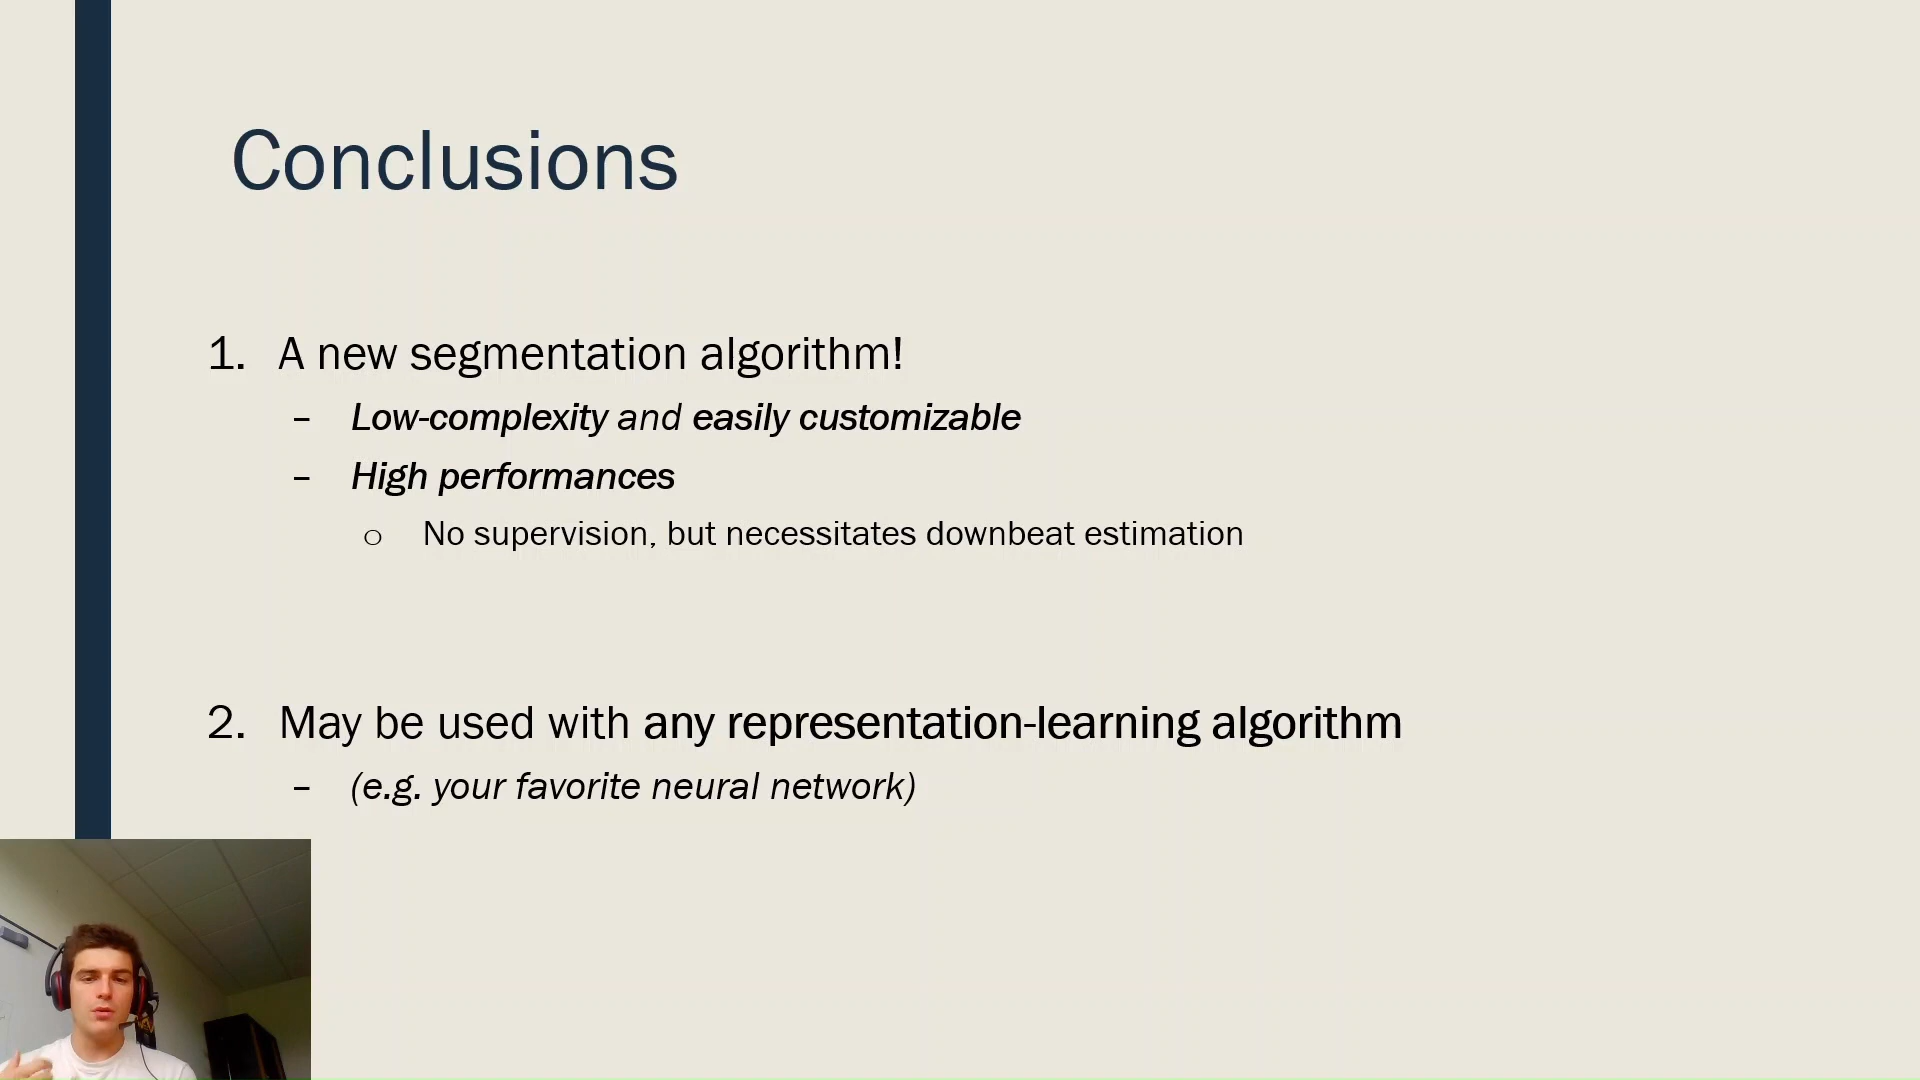 Conclusions
1. A new segmentation algorithm!
– Low-complexity and easily customizable
– High performances
o No supervision, but necessitates downbeat estimation
2. May be used with any representation-learning algorithm
– (e.g. your favorite neural network)